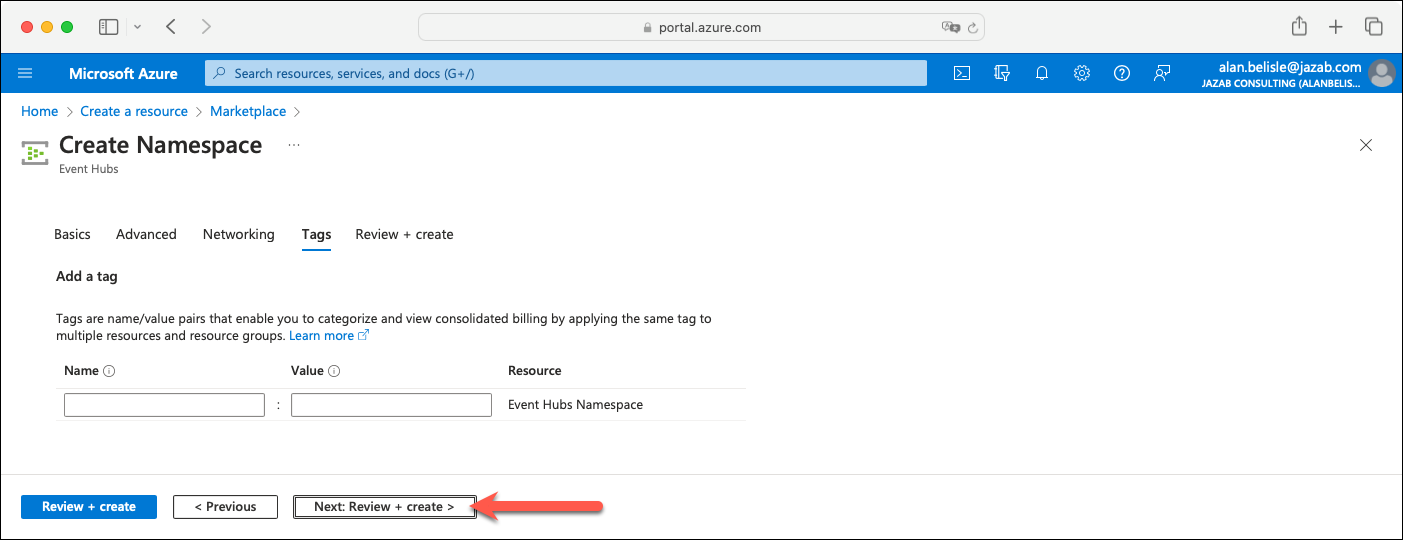 portal.azure.com
Microsoft Azure
Search resources, services, and docs (G+/)
alan.belisle@jazab.com
JAZAB CONSULTING (ALANBELIS...
Home > Create a resource > Marketplace >
Create Namespace ...
Event Hubs
Basics Advanced Networking Tags Review + create
Add a tag
Tags are name/value pairs that enable you to categorize and view consolidated billing by applying the same tag to
multiple resources and resource groups. Learn more
Name Value Resource
: Event Hubs Namespace
Review + create < Previous Next: Review + create >